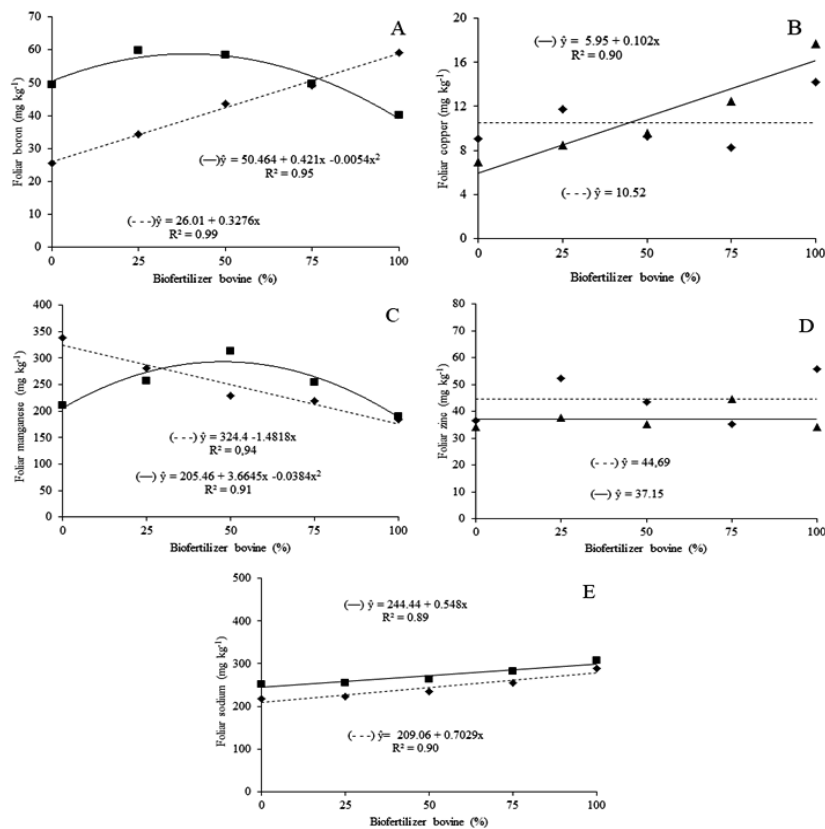 A
70
60
50
40
30
20
10
0
Foliar boron (mg kg⁻¹)
(—)ŷ = 50.464 + 0.421x -0.0054x²
R² = 0.95
(- - -)ŷ = 26.01 + 0.3276x
R² = 0.99
0 25 50 75 100
Biofertilizer bovine (%)
B
20
16
12
8
4
0
Foliar copper (mg kg⁻¹)
(—) ŷ = 5.95 + 0.102x
R² = 0.90
(- - -) ŷ = 10.52
0 25 50 75 100
Biofertilizer bovine (%)
C
400
350
300
250
200
150
100
50
0
Foliar manganese (mg kg⁻¹)
(- - -) ŷ = 324.4 -1.4818x
R² = 0,94
(—) ŷ = 205.46 + 3.6645x -0.0384x²
R² = 0.91
0 25 50 75 100
Biofertilizer bovine (%)
D
80
70
60
50
40
30
20
10
0
Foliar zinc (mg kg⁻¹)
(- - -) ŷ = 44,69
(—) ŷ = 37.15
0 25 50 75 100
Biofertilizer bovine (%)
E
500
400
300
200
100
0
Foliar sodium (mg kg⁻¹)
(—) ŷ = 244.44 + 0.548x
R² = 0.89
(- - -) ŷ = 209.06 + 0.7029x
R² = 0.90
0 25 50 75 100
Biofertilizer bovine (%)